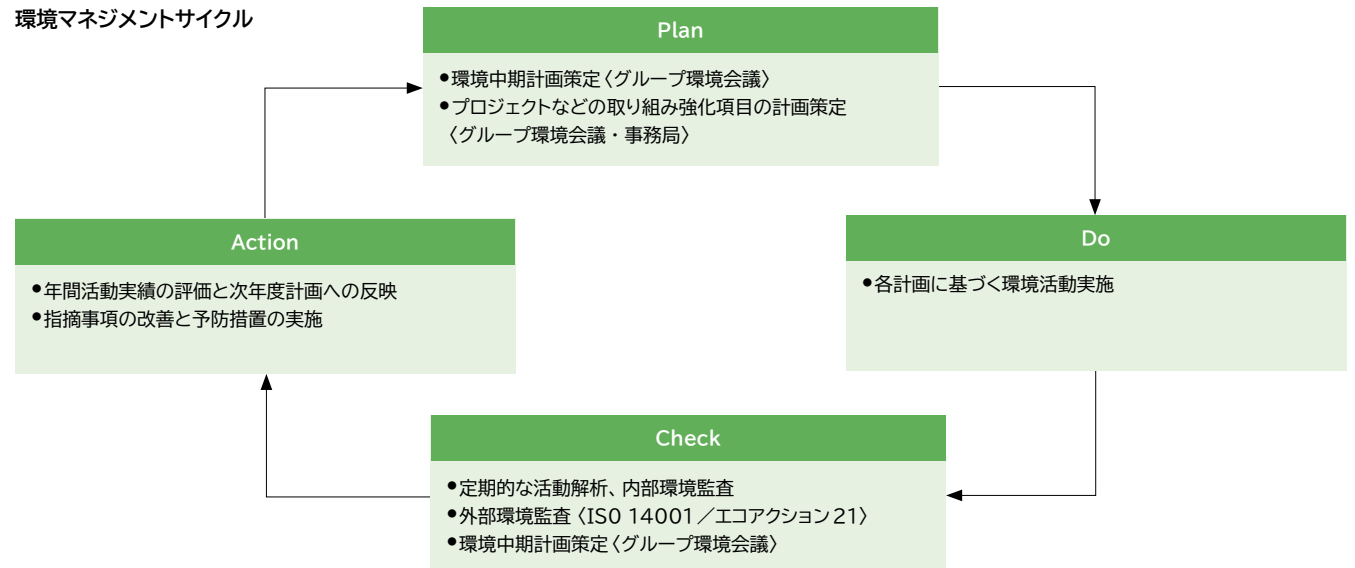 環境マネジメントサイクル
Plan
●環境中期計画策定〈グループ環境会議〉
●プロジェクトなどの取り組み強化項目の計画策定
〈グループ環境会議・事務局〉
Do
●各計画に基づく環境活動実施
Check
●定期的な活動解析、内部環境監査
●外部環境監査〈ISO 14001／エコアクション21〉
●環境中期計画策定〈グループ環境会議〉
Action
●年間活動実績の評価と次年度計画への反映
●指摘事項の改善と予防措置の実施